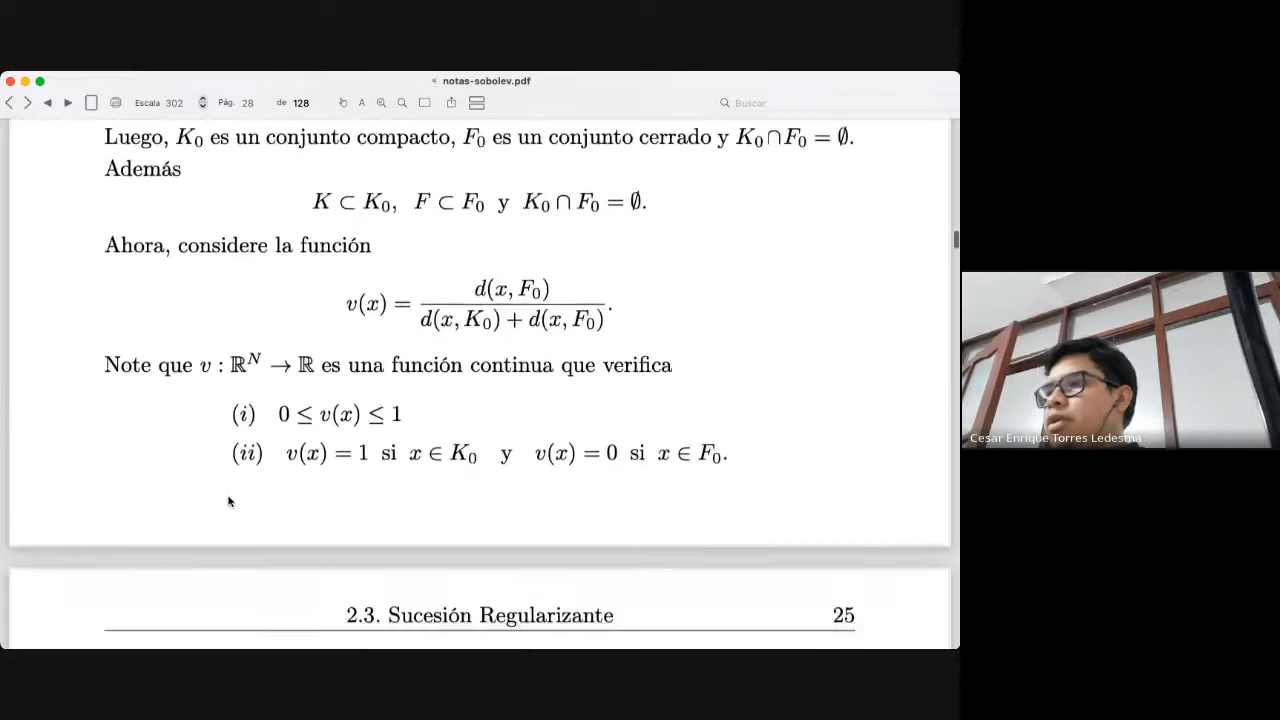 notas-sobolev.pdf
Escala 302 Pág. 28 de 128 Buscar
Luego, K₀ es un conjunto compacto, F₀ es un conjunto cerrado y K₀ ∩ F₀ = ∅.
Además
K ⊂ K₀, F ⊂ F₀ y K₀ ∩ F₀ = ∅.
Ahora, considere la función
v(x) = d(x, F₀) / d(x, K₀) + d(x, F₀).
Note que v : ℝᴺ → ℝ es una función continua que verifica
(i) 0 ≤ v(x) ≤ 1
(ii) v(x) = 1 si x ∈ K₀ y v(x) = 0 si x ∈ F₀.
2.3. Sucesión Regularizante 25
Cesar Enrique Torres Ledesma